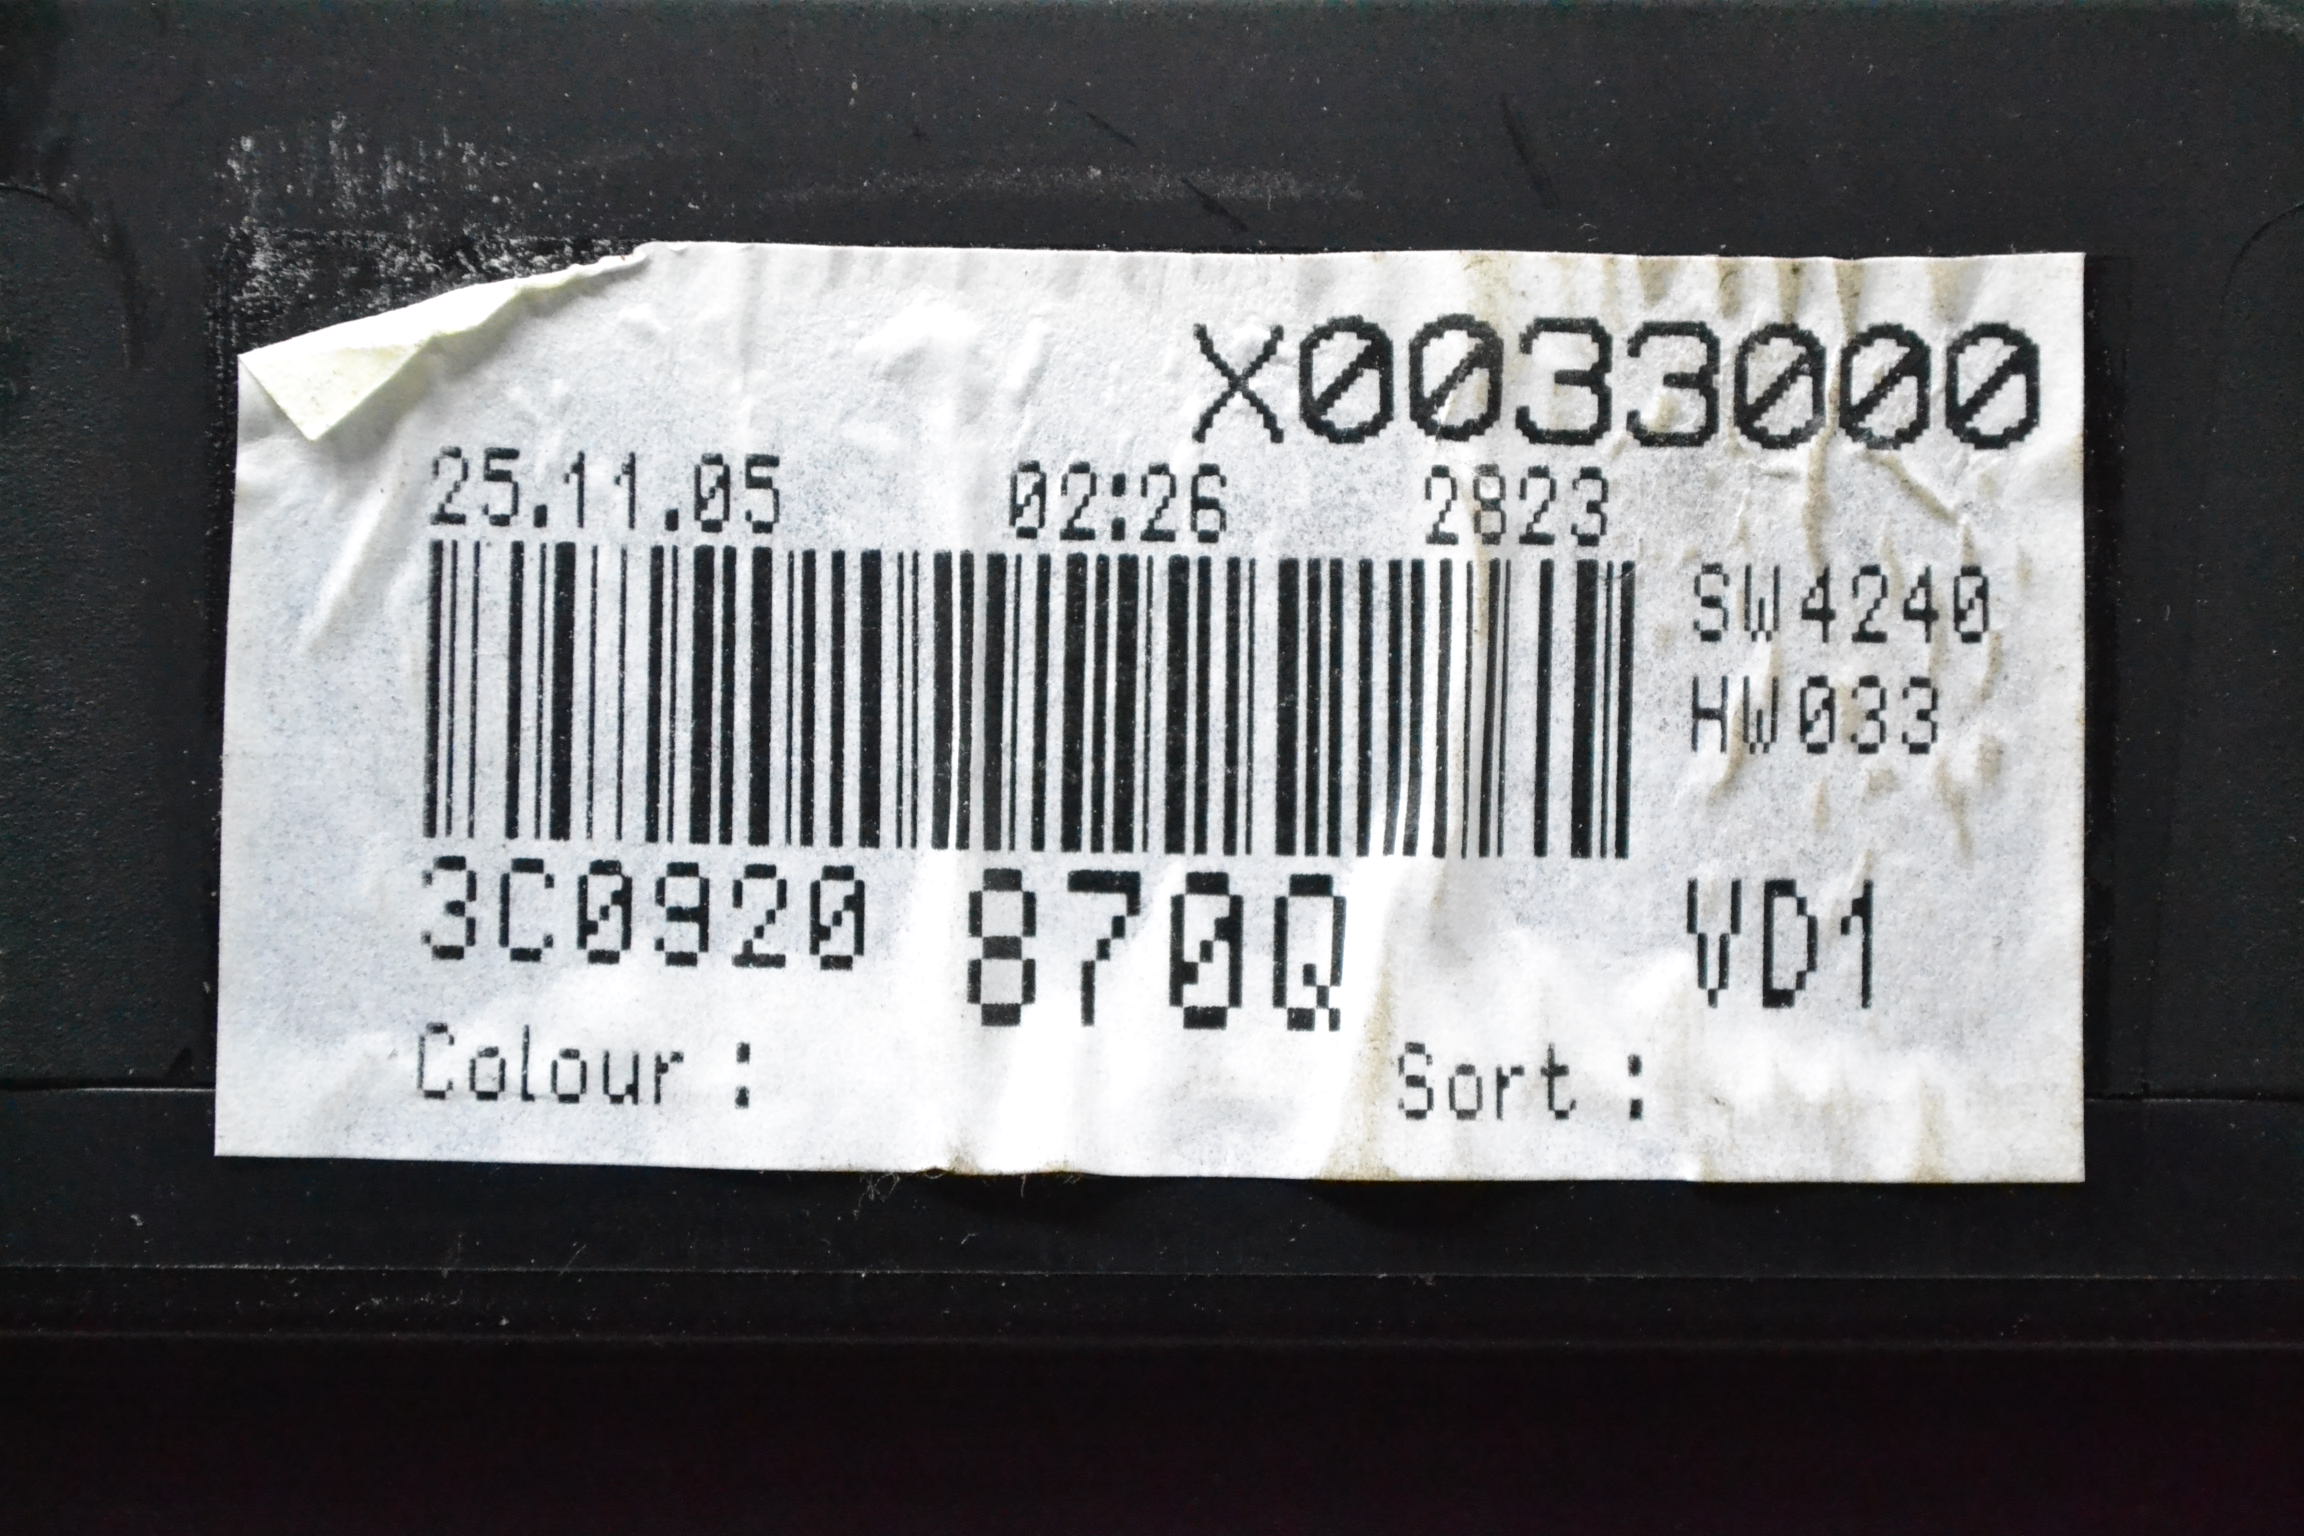 X0033000
25.11.05 02:26 2823
SW4240
HW033
3C0920 870Q VD1
Colour : Sort :